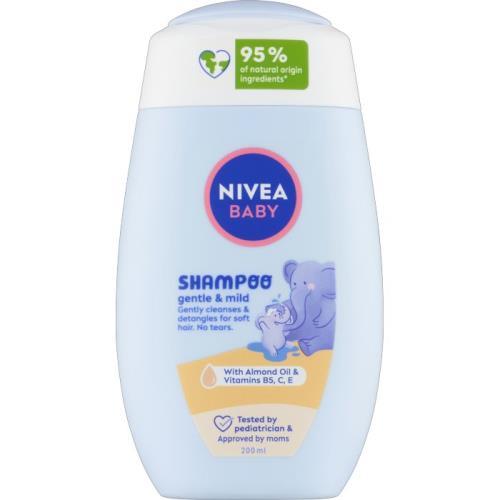 95%
of natural origin
ingredients*
NIVEA
BABY
SHAMPOO
gentle & mild
Gently cleanses &
detangles for soft
hair. No tears.
With Almond Oil &
Vitamins B5, C, E
Tested by
pediatrician &
Approved by moms
200 ml